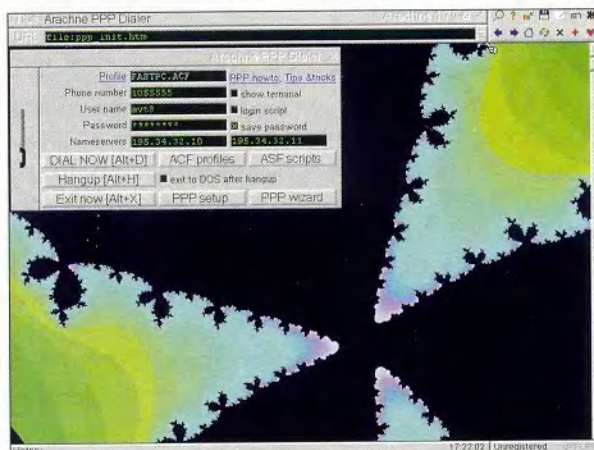 Arachne PPP Dialer
URL file:ppp_init.htm
Arachne PPP Dialer
Profile FASTPC.ACF PPP howto, Tips &tricks
Phone number 1055555 show terminal
User name avt8 login script
Password ******** save password
Nameservers 195.34.32.10 195.34.32.11
DIAL NOW [Alt+D] ACF profiles ASF scripts
Hangup [Alt+H] exit to DOS after hangup
Exit now [Alt+X] PPP setup PPP wizard
History 17:22:02 Unregistered